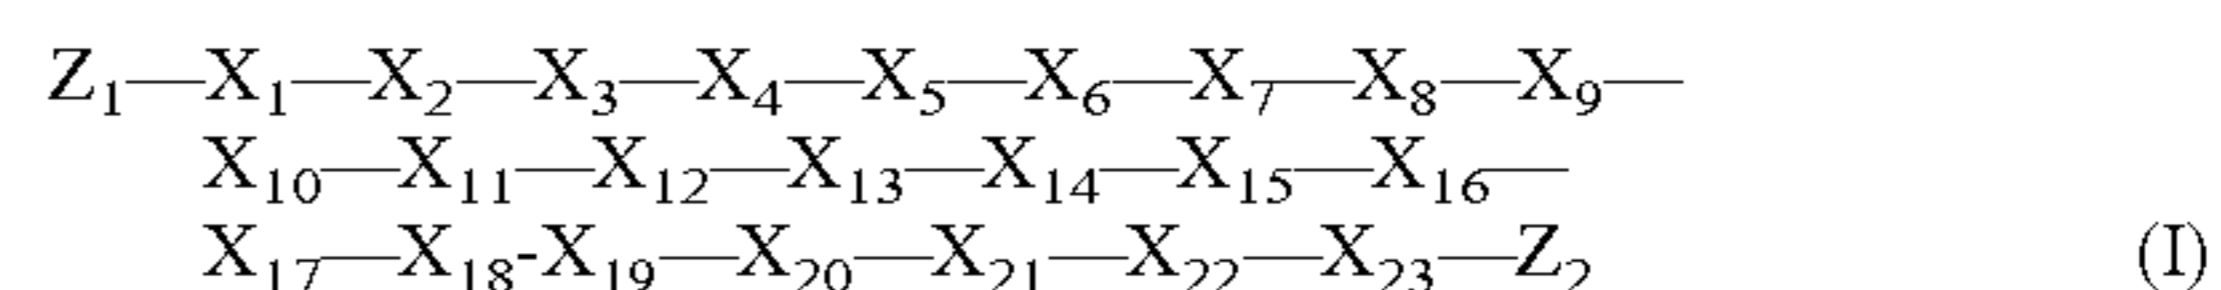 Z₁—X₁—X₂—X₃—X₄—X₅—X₆—X₇—X₈—X₉—
X₁₀—X₁₁—X₁₂—X₁₃—X₁₄—X₁₅—X₁₆—
X₁₇—X₁₈-X₁₉—X₂₀—X₂₁—X₂₂—X₂₃—Z₂ (I)